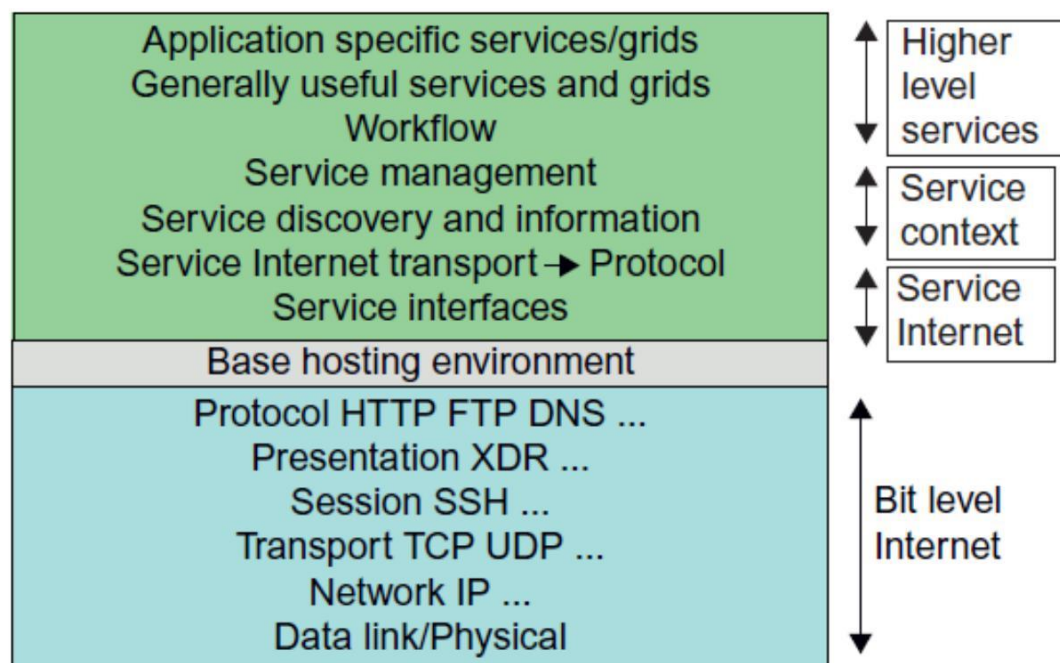 Application specific services/grids
Generally useful services and grids
Workflow
Service management
Service discovery and information
Service Internet transport → Protocol
Service interfaces
Base hosting environment
Protocol HTTP FTP DNS ...
Presentation XDR ...
Session SSH ...
Transport TCP UDP ...
Network IP ...
Data link/Physical
Higher
level
services
Service
context
Service
Internet
Bit level
Internet